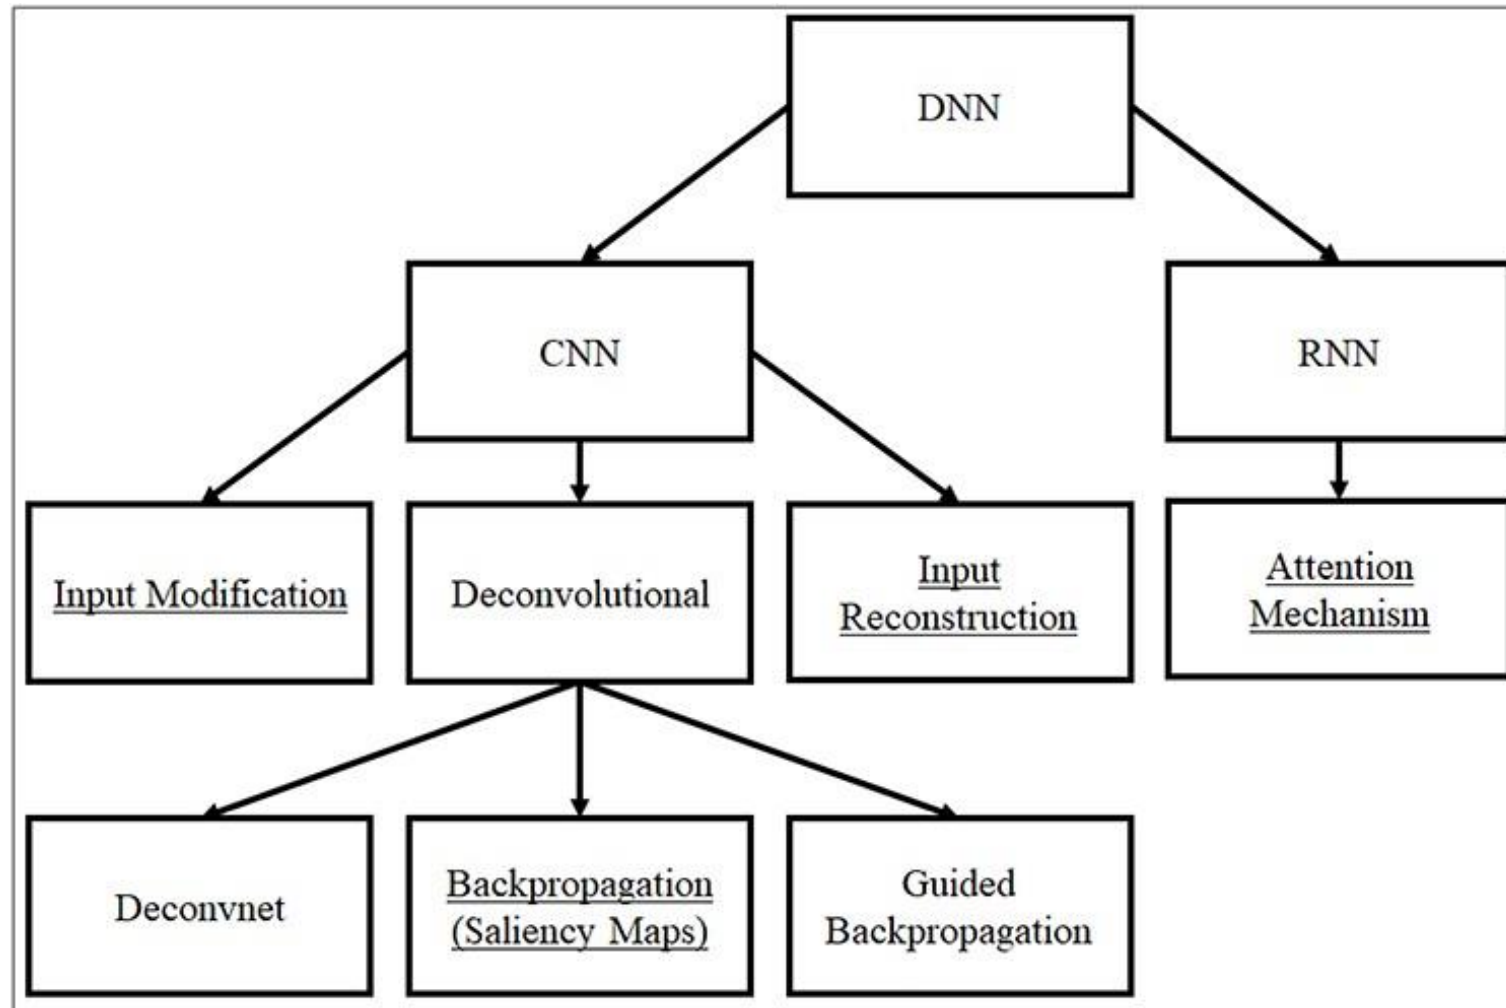 DNN
CNN
RNN
Input Modification
Deconvolutional
Input
Reconstruction
Attention
Mechanism
Deconvnet
Backpropagation
(Saliency Maps)
Guided
Backpropagation